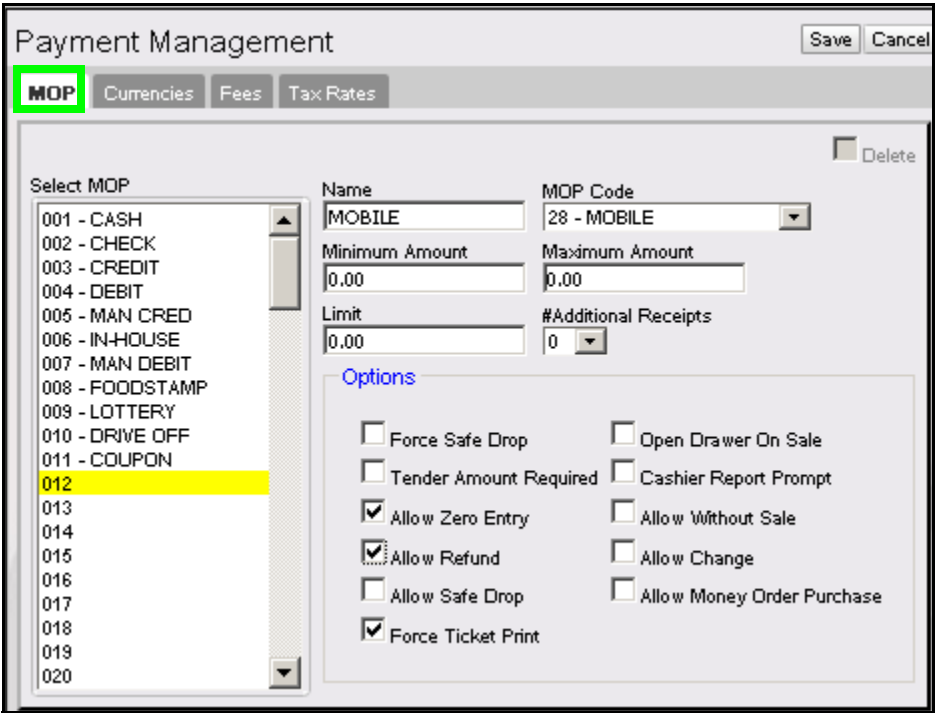 Payment Management
Save Cancel
MOP Currencies Fees Tax Rates
Delete
Select MOP
001 - CASH
002 - CHECK
003 - CREDIT
004 - DEBIT
005 - MAN CRED
006 - IN-HOUSE
007 - MAN DEBIT
008 - FOODSTAMP
009 - LOTTERY
010 - DRIVE OFF
011 - COUPON
012
013
014
015
016
017
018
019
020
Name
MOBILE
MOP Code
28 - MOBILE
Minimum Amount
0.00
Maximum Amount
0.00
Limit
0.00
#Additional Receipts
0
Options
Force Safe Drop
Open Drawer On Sale
Tender Amount Required
Cashier Report Prompt
Allow Zero Entry
Allow Without Sale
Allow Refund
Allow Change
Allow Safe Drop
Allow Money Order Purchase
Force Ticket Print